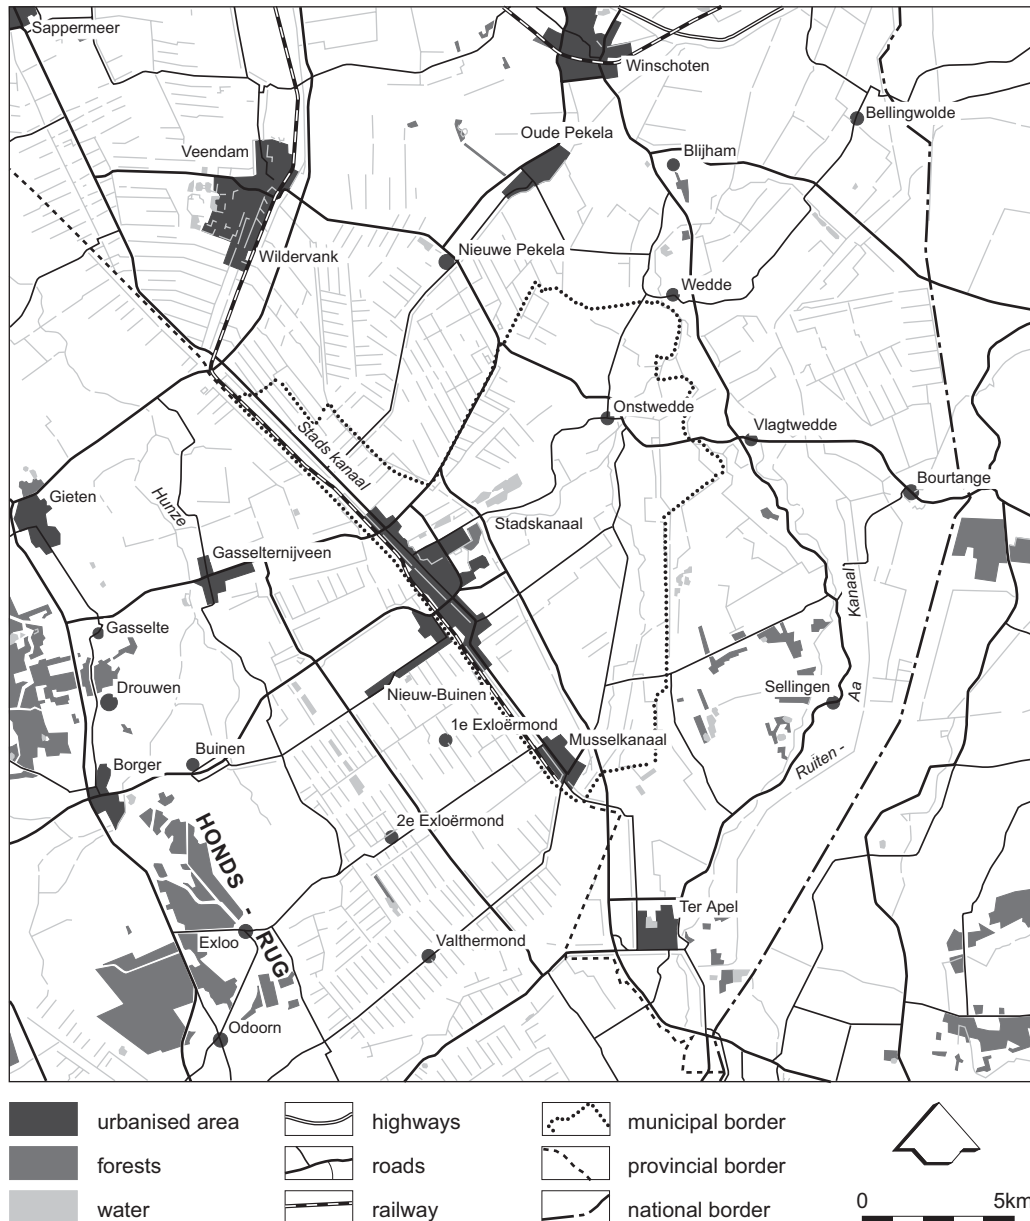 Sappermeer
Winschoten
Bellingwolde
Oude Pekela
Veendam
Blijham
Nieuwe Pekela
Wildervank
Wedde
Onstwedde
Stads kanaal
Vlagtwedde
Gieten
Hunze
Bourtange
Stadskanaal
Gasselternijveen
Kanaal
Gasselte
Drouwen
Nieuw-Buinen
Sellingen
Aa
1e Exloërmond
Musselkanaal
Buinen
Borger
Ruiten -
HONDS -
2e Exloërmond
Ter Apel
Exloo
RUG
Valthermond
Odoorn
urbanised area
highways
municipal border
forests
roads
provincial border
water
railway
national border
0 5km